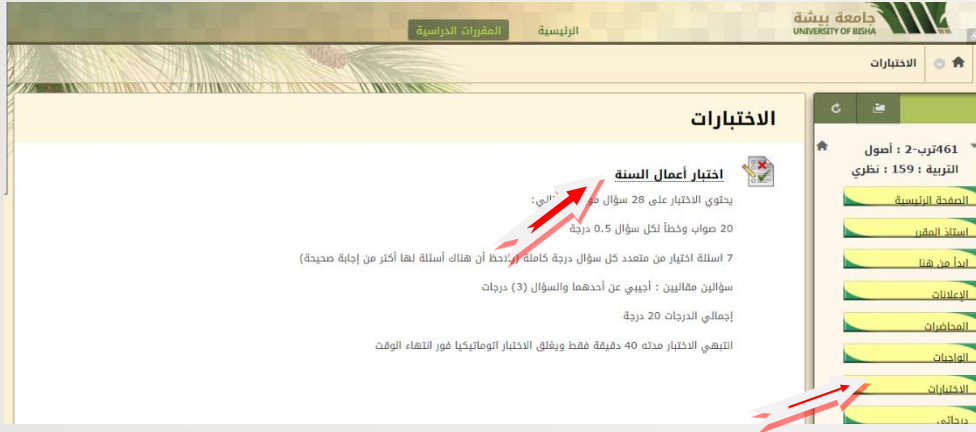 جامعة بيشة
UNIVERSITY OF BISHA
الرئيسية
المقررات الدراسية
الاختبارات
الاختبارات
461ترب-2 : أصول
التربية : 159 : نظري
الصفحة الرئيسية
استاذ المقرر
ابدأ من هنا
الإعلانات
المحاضرات
الواجبات
الاختبارات
درجاتي
اختبار أعمال السنة
يحتوي الاختبار على 28 سؤال
20 صواب وخطأ لكل سؤال 0.5 درجة
7 اسئلة اختيار من متعدد كل سؤال درجة كاملة (يلاحظ أن هناك أسئلة لها أكثر من إجابة صحيحة)
سؤالين مقاليين : أجيبي عن أحدهما والسؤال (3) درجات
إجمالي الدرجات 20 درجة
انتبهي الاختبار مدته 40 دقيقة فقط ويغلق الاختبار اتوماتيكيا فور انتهاء الوقت